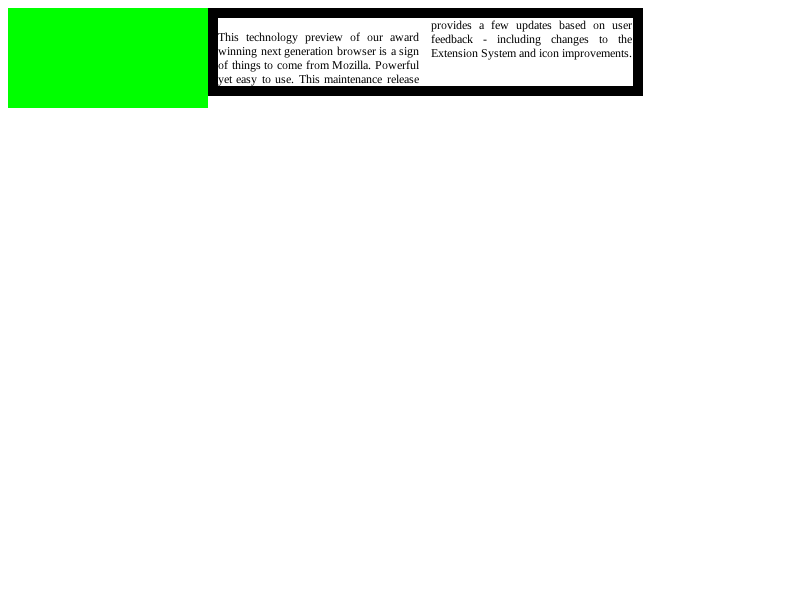 This technology preview of our award
winning next generation browser is a sign
of things to come from Mozilla. Powerful
yet easy to use. This maintenance release
provides a few updates based on user
feedback - including changes to the
Extension System and icon improvements.